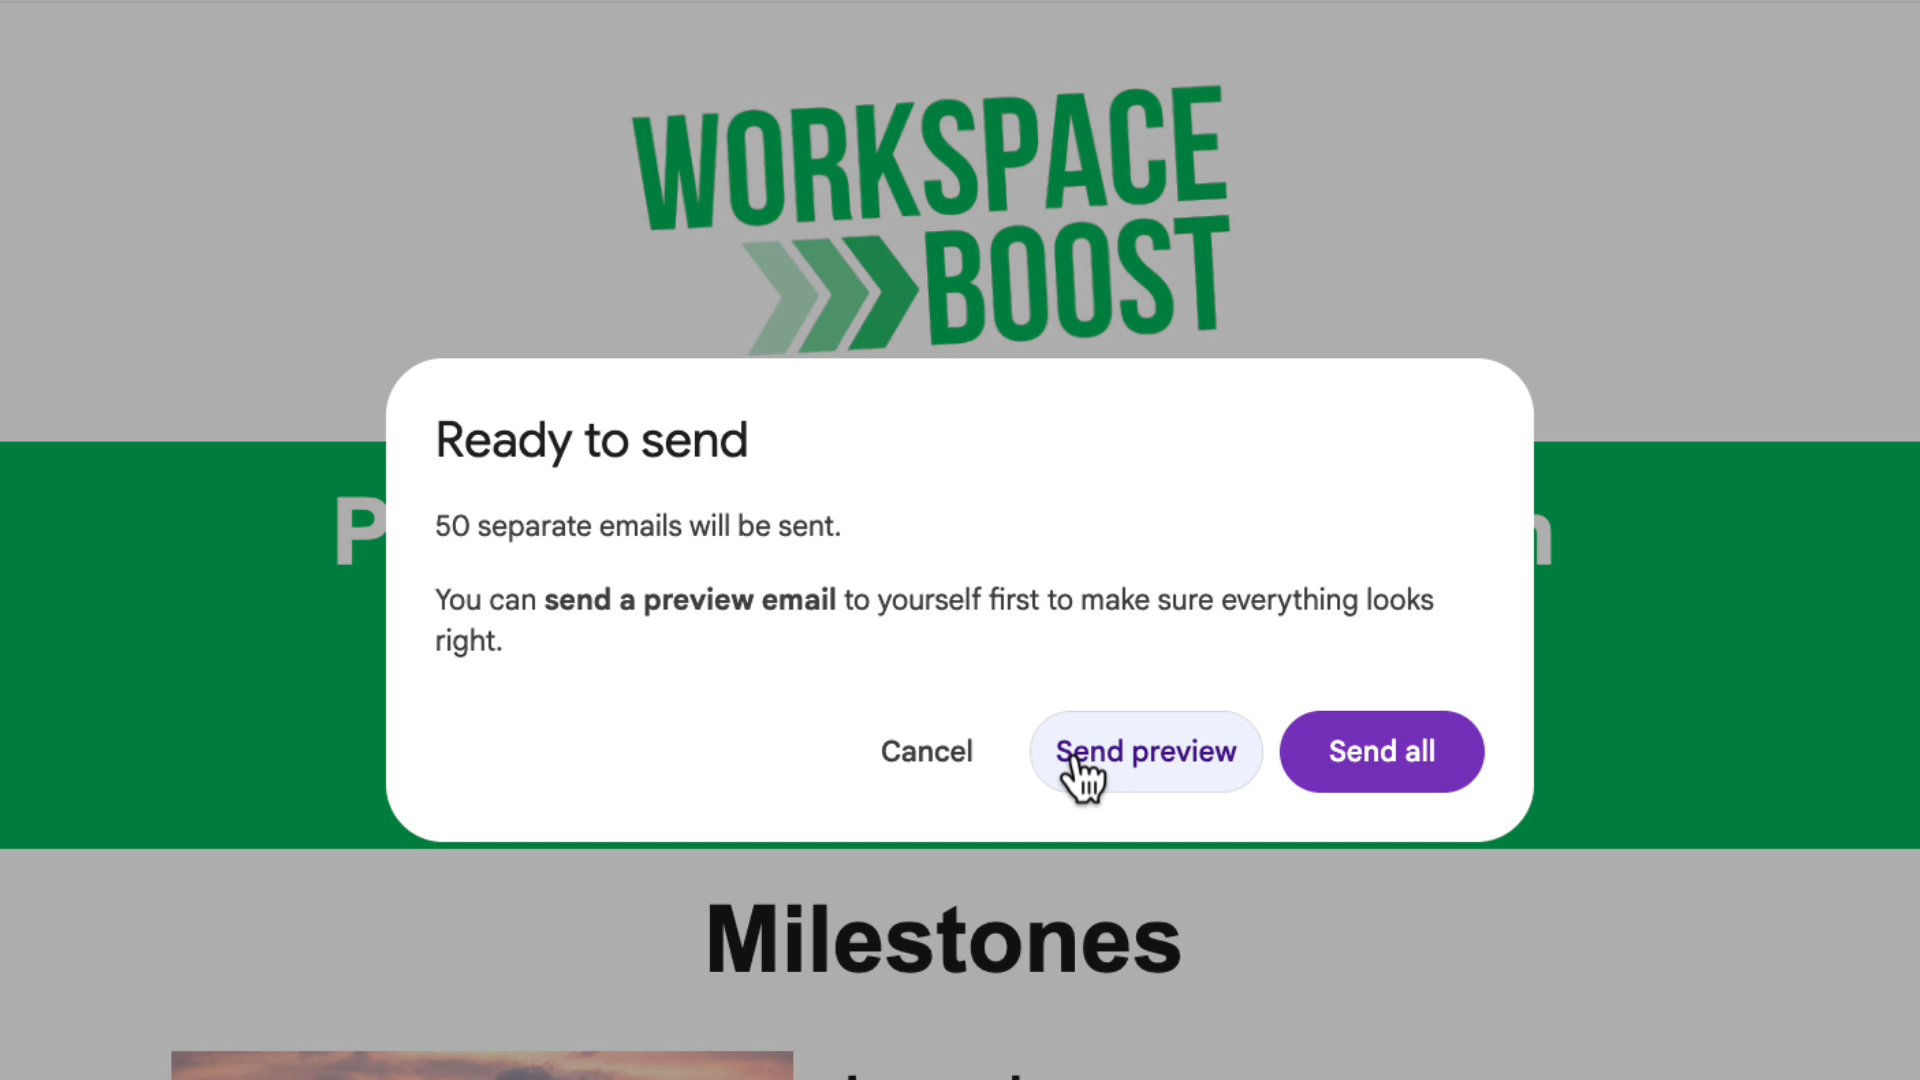 WORKSPACE
BOOST
Ready to send
50 separate emails will be sent.
You can send a preview email to yourself first to make sure everything looks
right.
Cancel
Send preview
Send all
Milestones